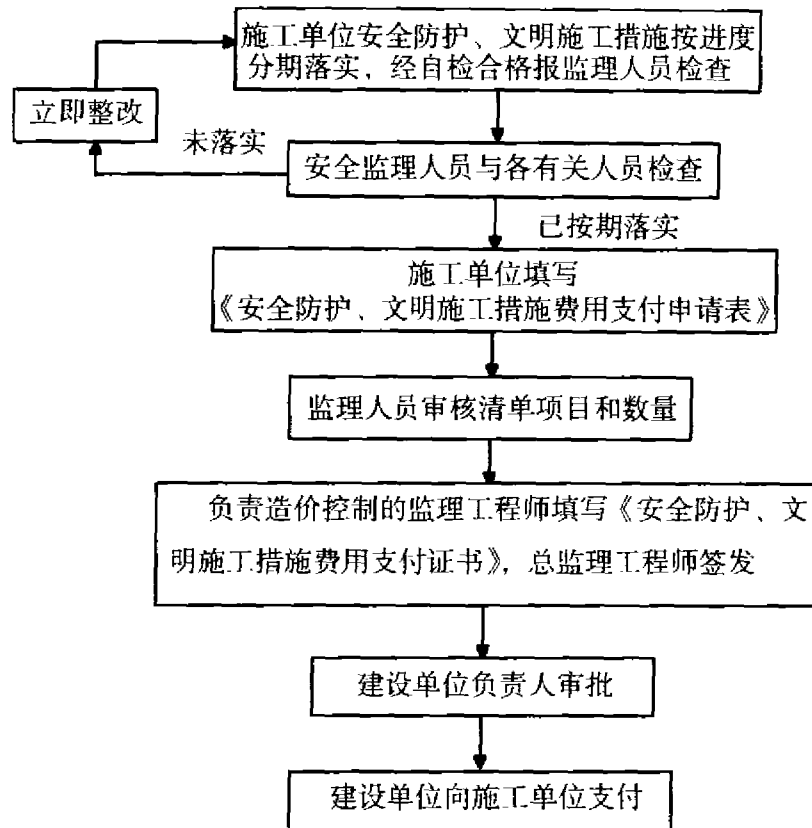 施工单位安全防护、文明施工措施按进度
分期落实，经自检合格报监理人员检查
立即整改
未落实
安全监理人员与各有关人员检查
已按期落实
施工单位填写
《安全防护、文明施工措施费用支付申请表》
监理人员审核清单项目和数量
负责造价控制的监理工程师填写《安全防护、文
明施工措施费用支付证书》，总监理工程师签发
建设单位负责人审批
建设单位向施工单位支付